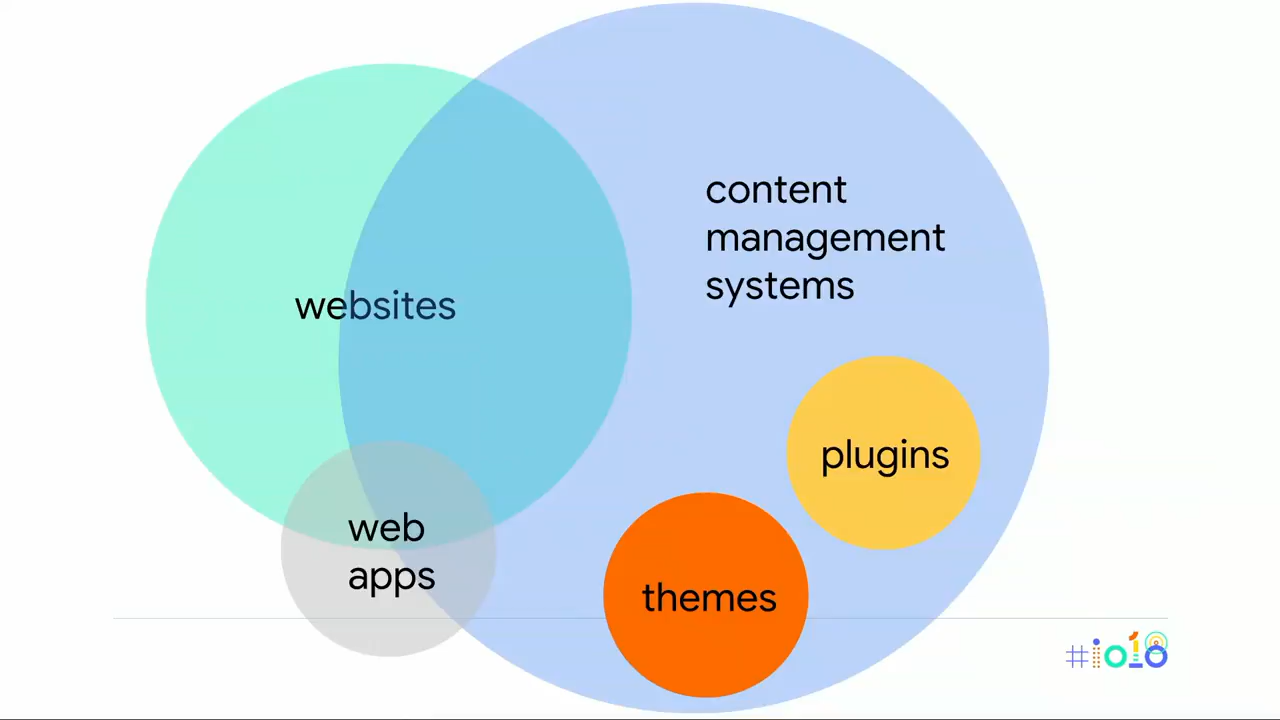 content
management
systems
websites
plugins
web
apps
themes
#io18